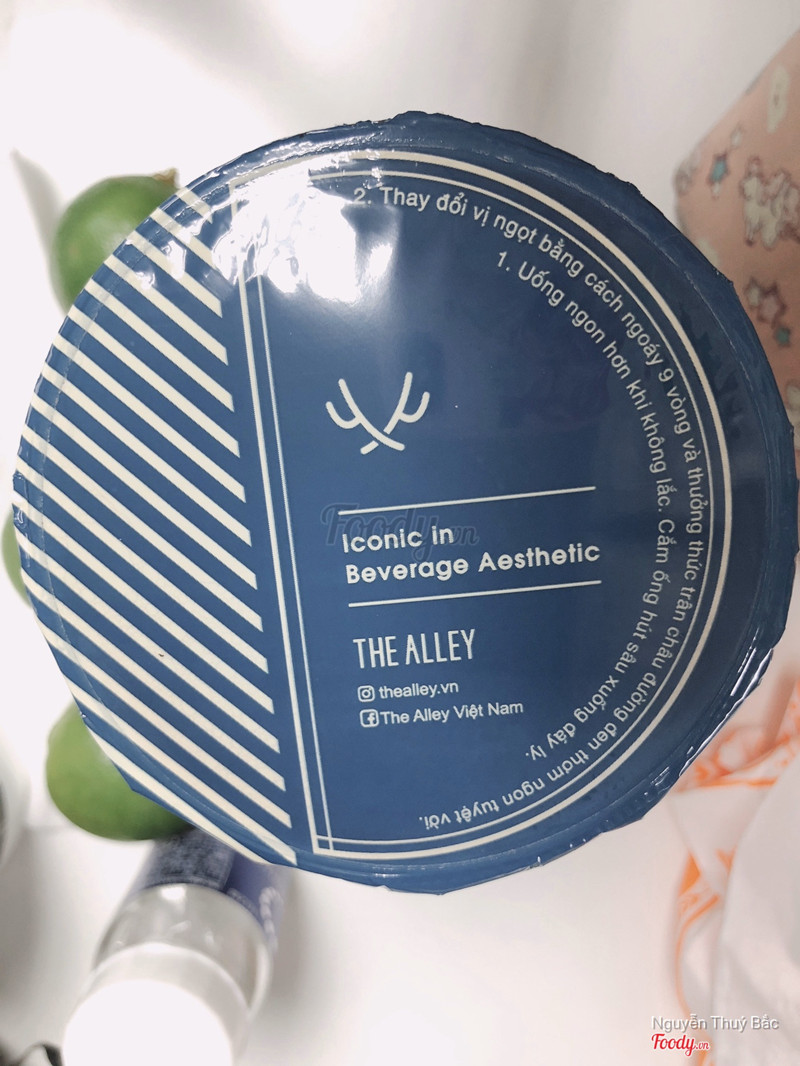 2. Thay đổi vị ngọt bằng cách ngoáy 9 vòng và thưởng thức trân châu đường đen thơm ngon tuyệt vời.
1. Uống ngon hơn khi không lắc. Cắm ống hút sâu xuống đáy ly.
Iconic in
Beverage Aesthetic
THE ALLEY
thealley.vn
The Alley Việt Nam
Foody.vn
Nguyễn Thuý Bắc
Foody.vn